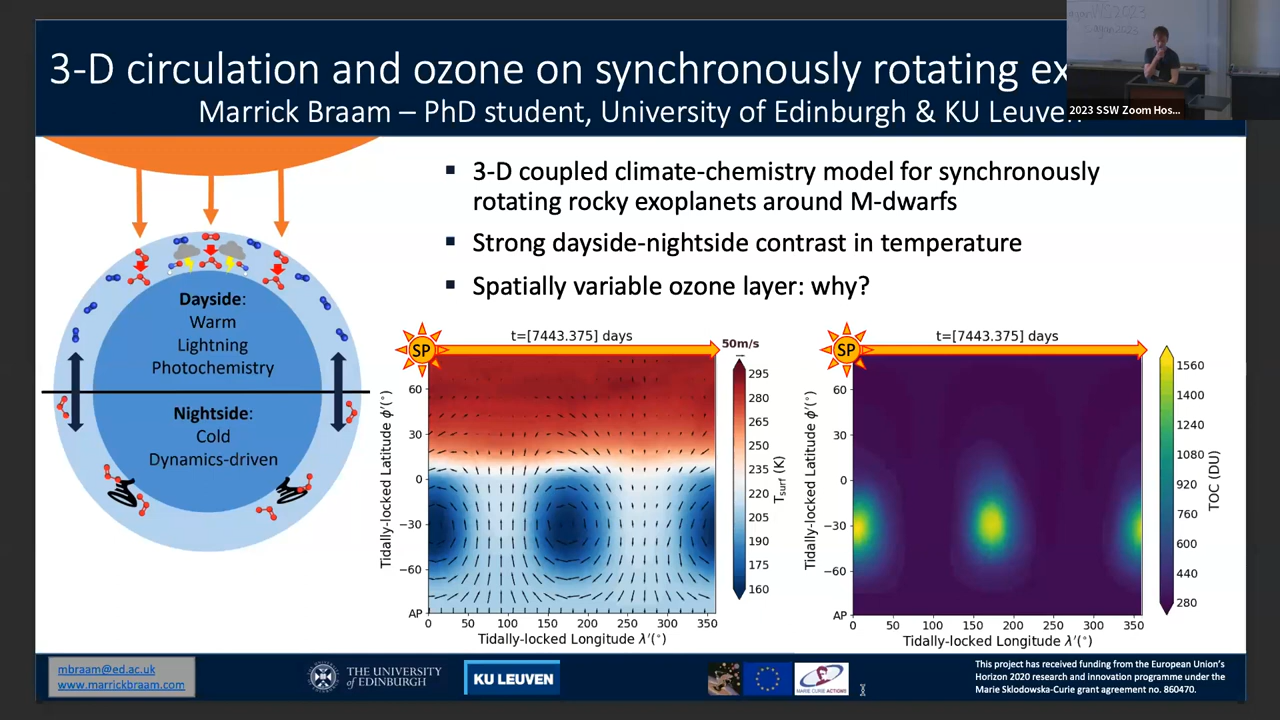 3-D circulation and ozone on synchronously rotating ex
Marrick Braam – PhD student, University of Edinburgh & KU Leuven
2023 SSW Zoom Hos...
▪ 3-D coupled climate-chemistry model for synchronously
rotating rocky exoplanets around M-dwarfs
▪ Strong dayside-nightside contrast in temperature
▪ Spatially variable ozone layer: why?
Dayside:
Warm
Lightning
Photochemistry
Nightside:
Cold
Dynamics-driven
SP
t=[7443.375] days
50m/s
Tidally-locked Latitude ϕ′(°)
60
30
0
−30
−60
AP
0 50 100 150 200 250 300 350
Tidally-locked Longitude λ′(°)
295
280
265
250
235
220
205
190
175
160
Tsurf (K)
SP
t=[7443.375] days
Tidally-locked Latitude ϕ′(°)
60
30
0
−30
−60
AP
0 50 100 150 200 250 300 350
Tidally-locked Longitude λ′(°)
1560
1400
1240
1080
920
760
600
440
280
TOC (DU)
mbraam@ed.ac.uk
www.marrickbraam.com
THE UNIVERSITY
of EDINBURGH
KU LEUVEN
MARIE CURIE ACTIONS
This project has received funding from the European Union's
Horizon 2020 research and innovation programme under the
Marie Sklodowska-Curie grant agreement no. 860470.